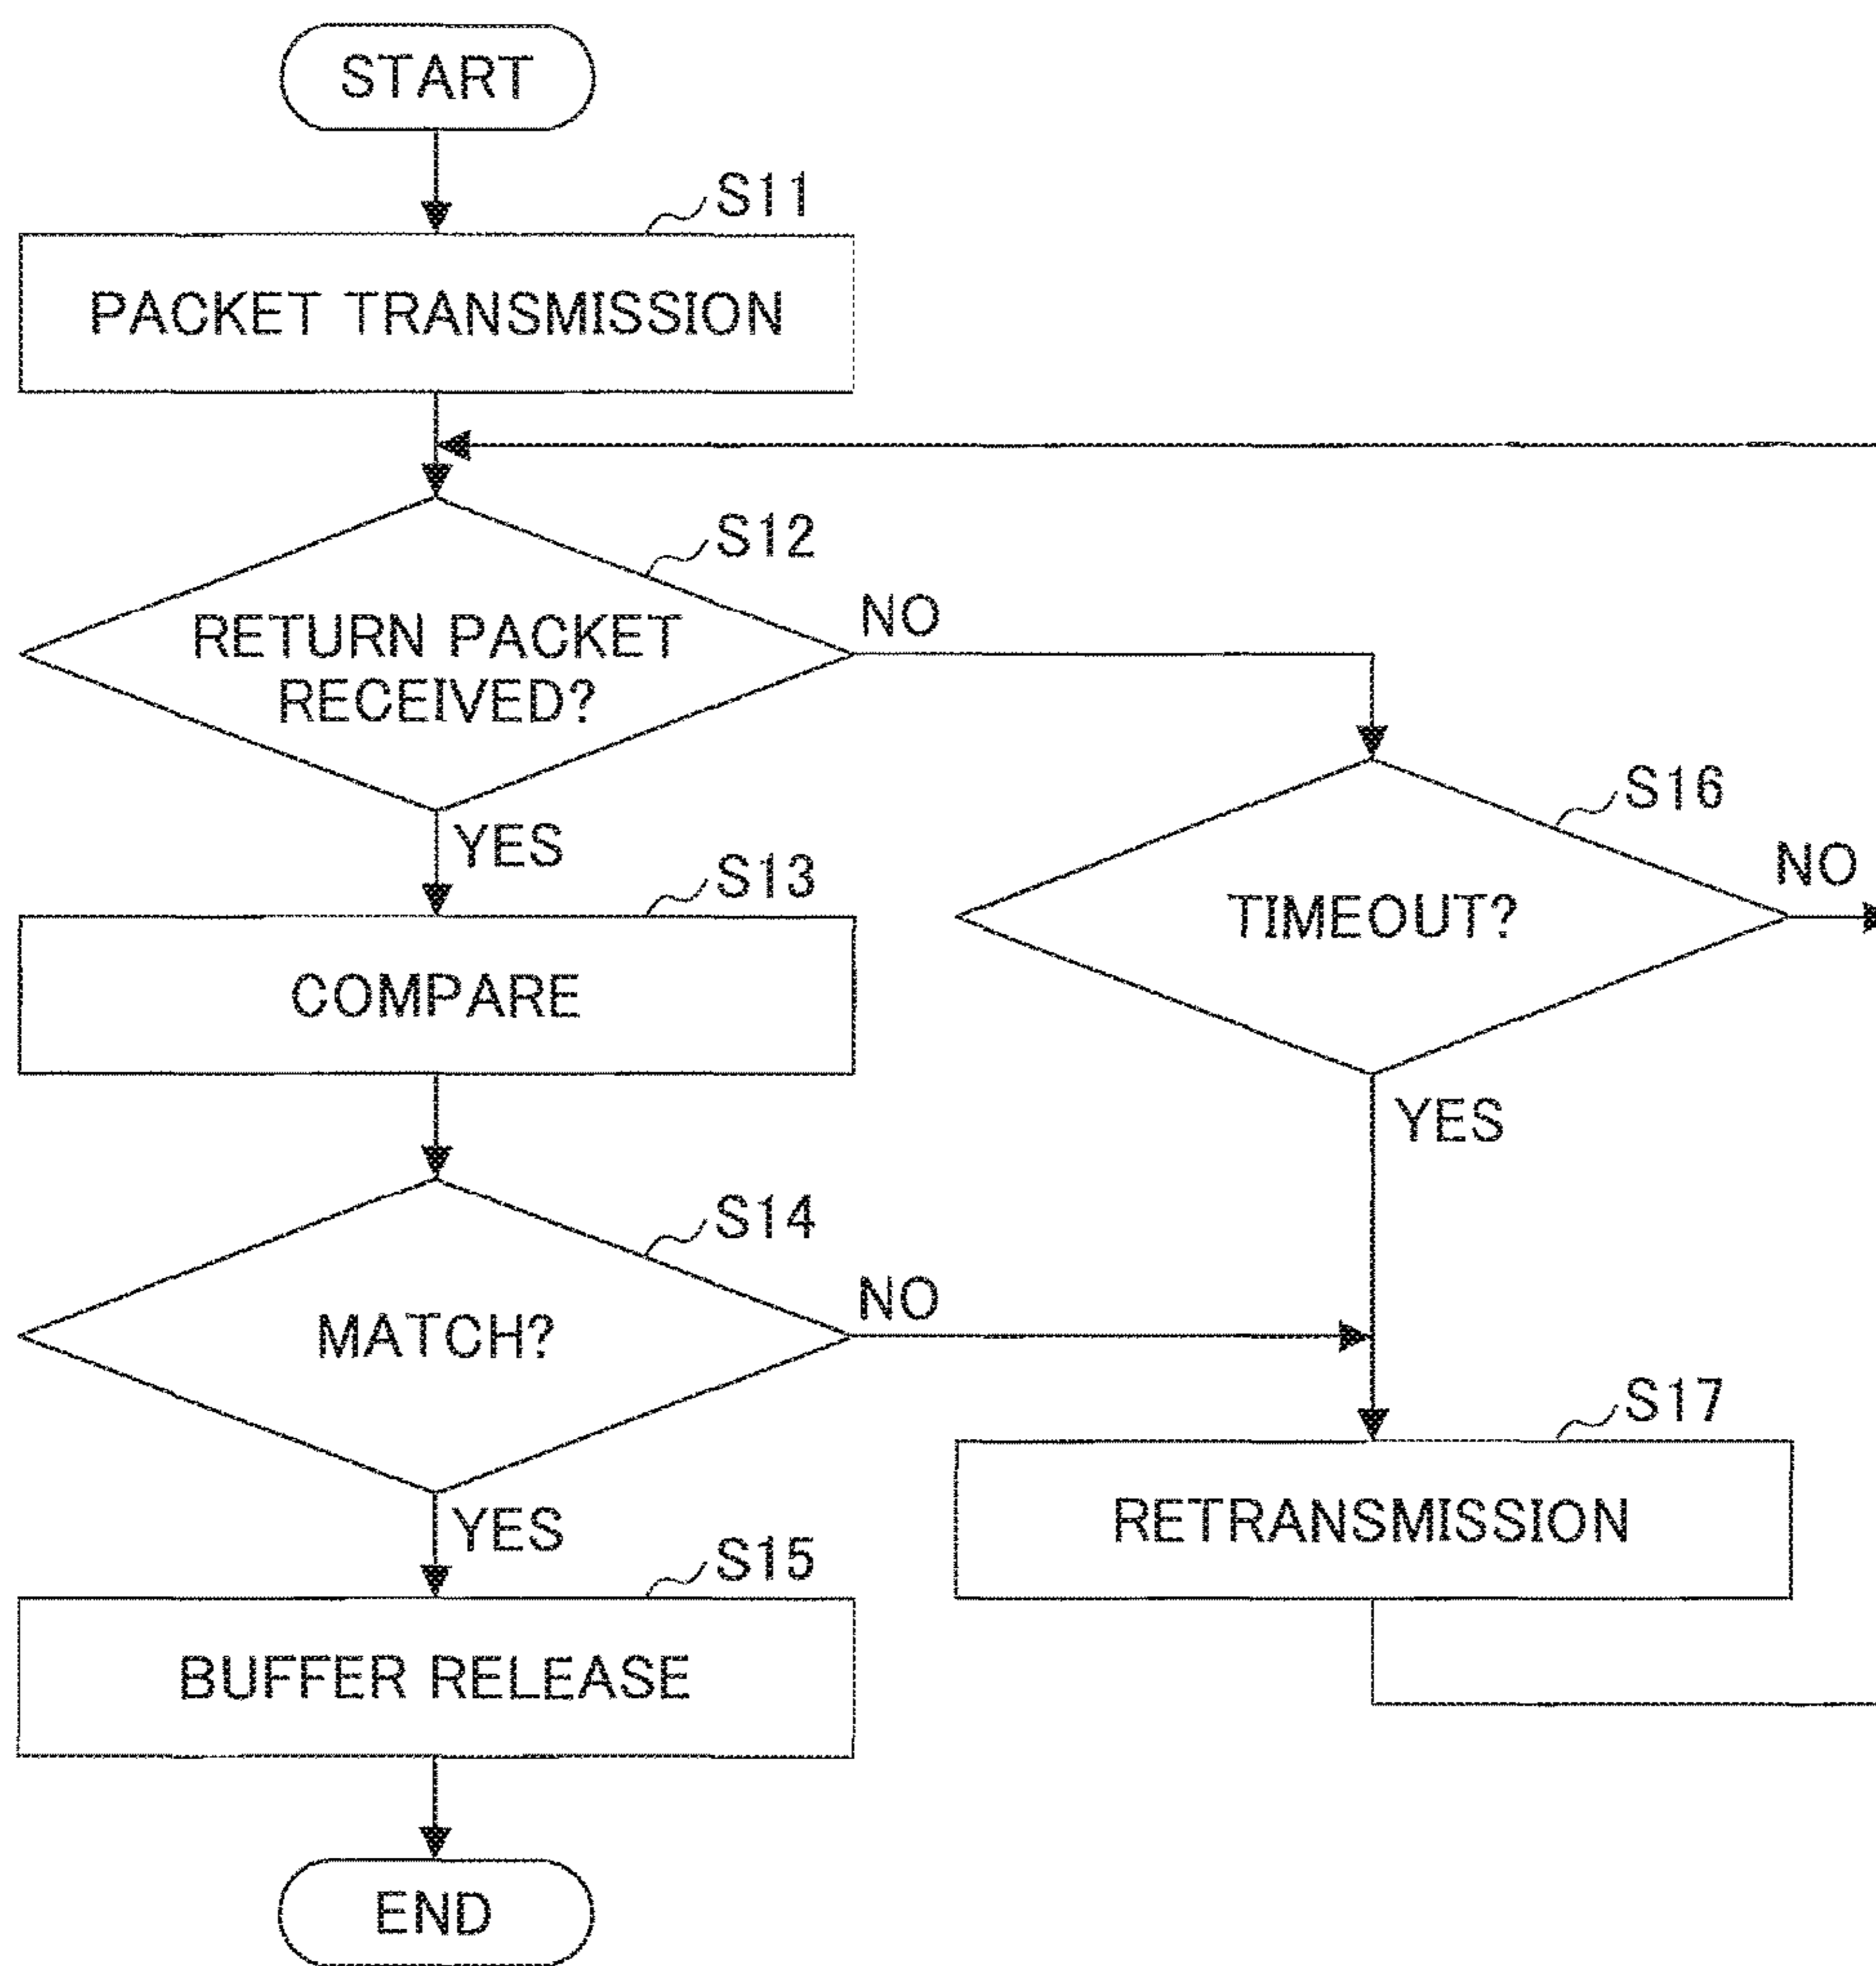 START
S11
PACKET TRANSMISSION
S12
RETURN PACKET
RECEIVED?
NO
YES
S16
TIMEOUT?
NO
YES
S13
COMPARE
S14
MATCH?
NO
YES
S17
RETRANSMISSION
S15
BUFFER RELEASE
END